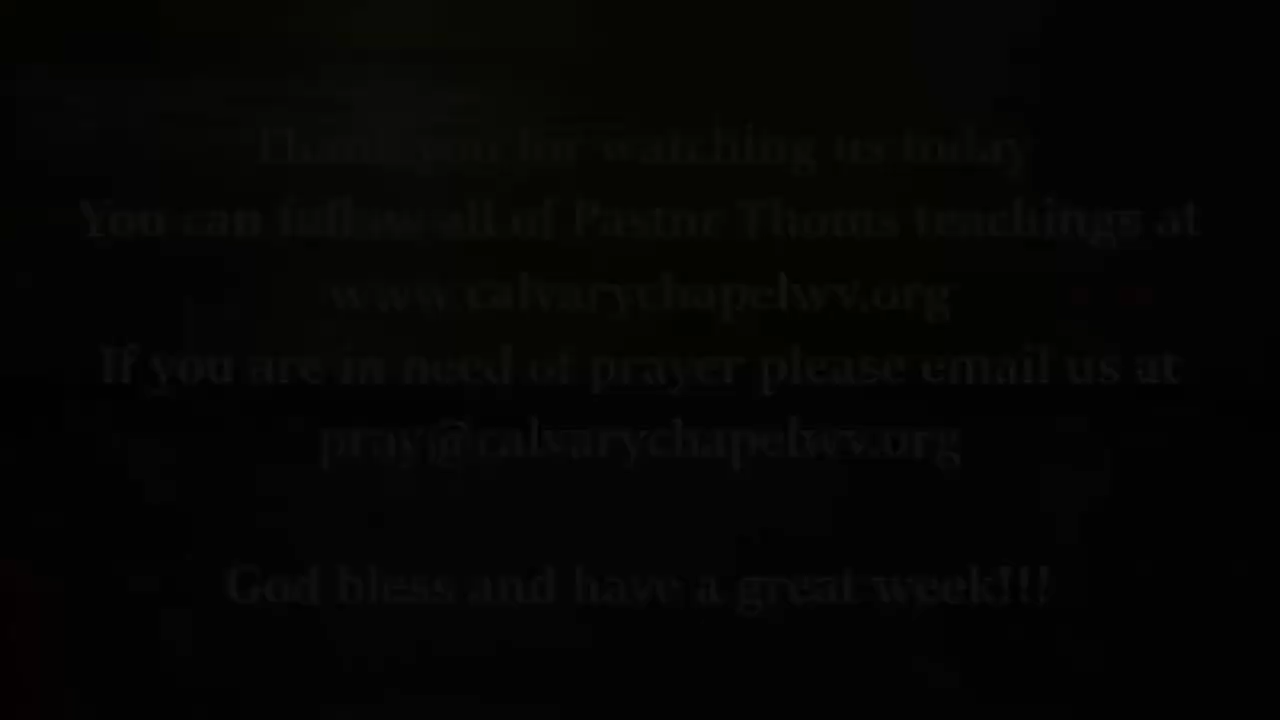 Thank you for watching us today
You can follow all of Pastor Thoms teachings at
www.calvarychapelwv.org
If you are in need of prayer please email us at
pray@calvarychapelwv.org
God bless and have a great week!!!